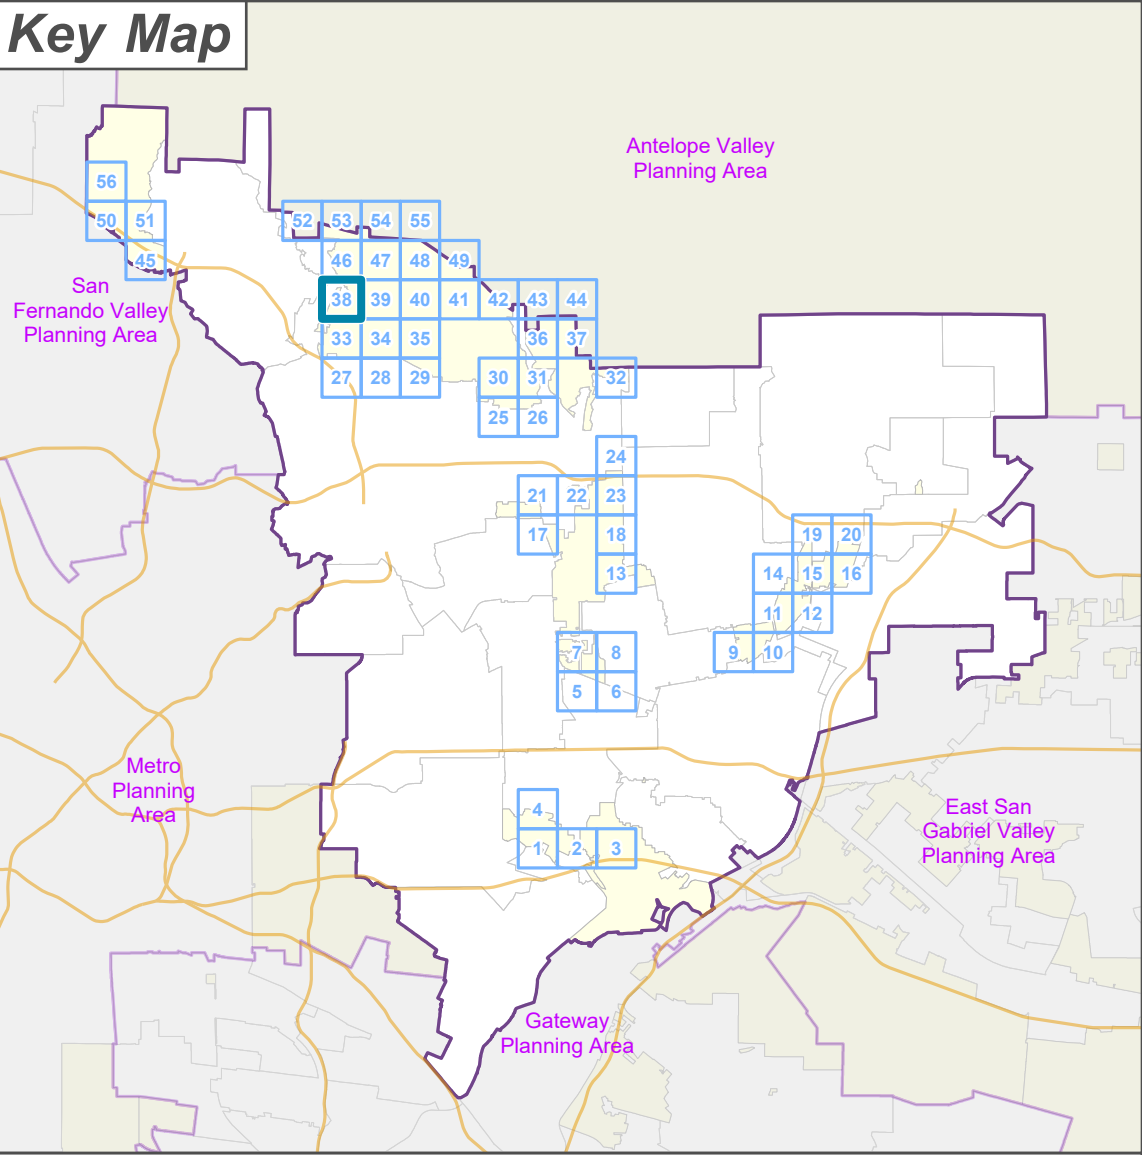 Key Map
Antelope Valley
Planning Area
56
50 51
45
52 53 54 55
46 47 48 49
San
Fernando Valley
Planning Area
38 39 40 41 42 43 44
33 34 35 36 37
27 28 29 30 31 32
25 26
24
21 22 23
17 18 19 20
13 14 15 16
11 12
7 8 9 10
5 6
Metro
Planning
Area
4
1 2 3
East San
Gabriel Valley
Planning Area
Gateway
Planning Area